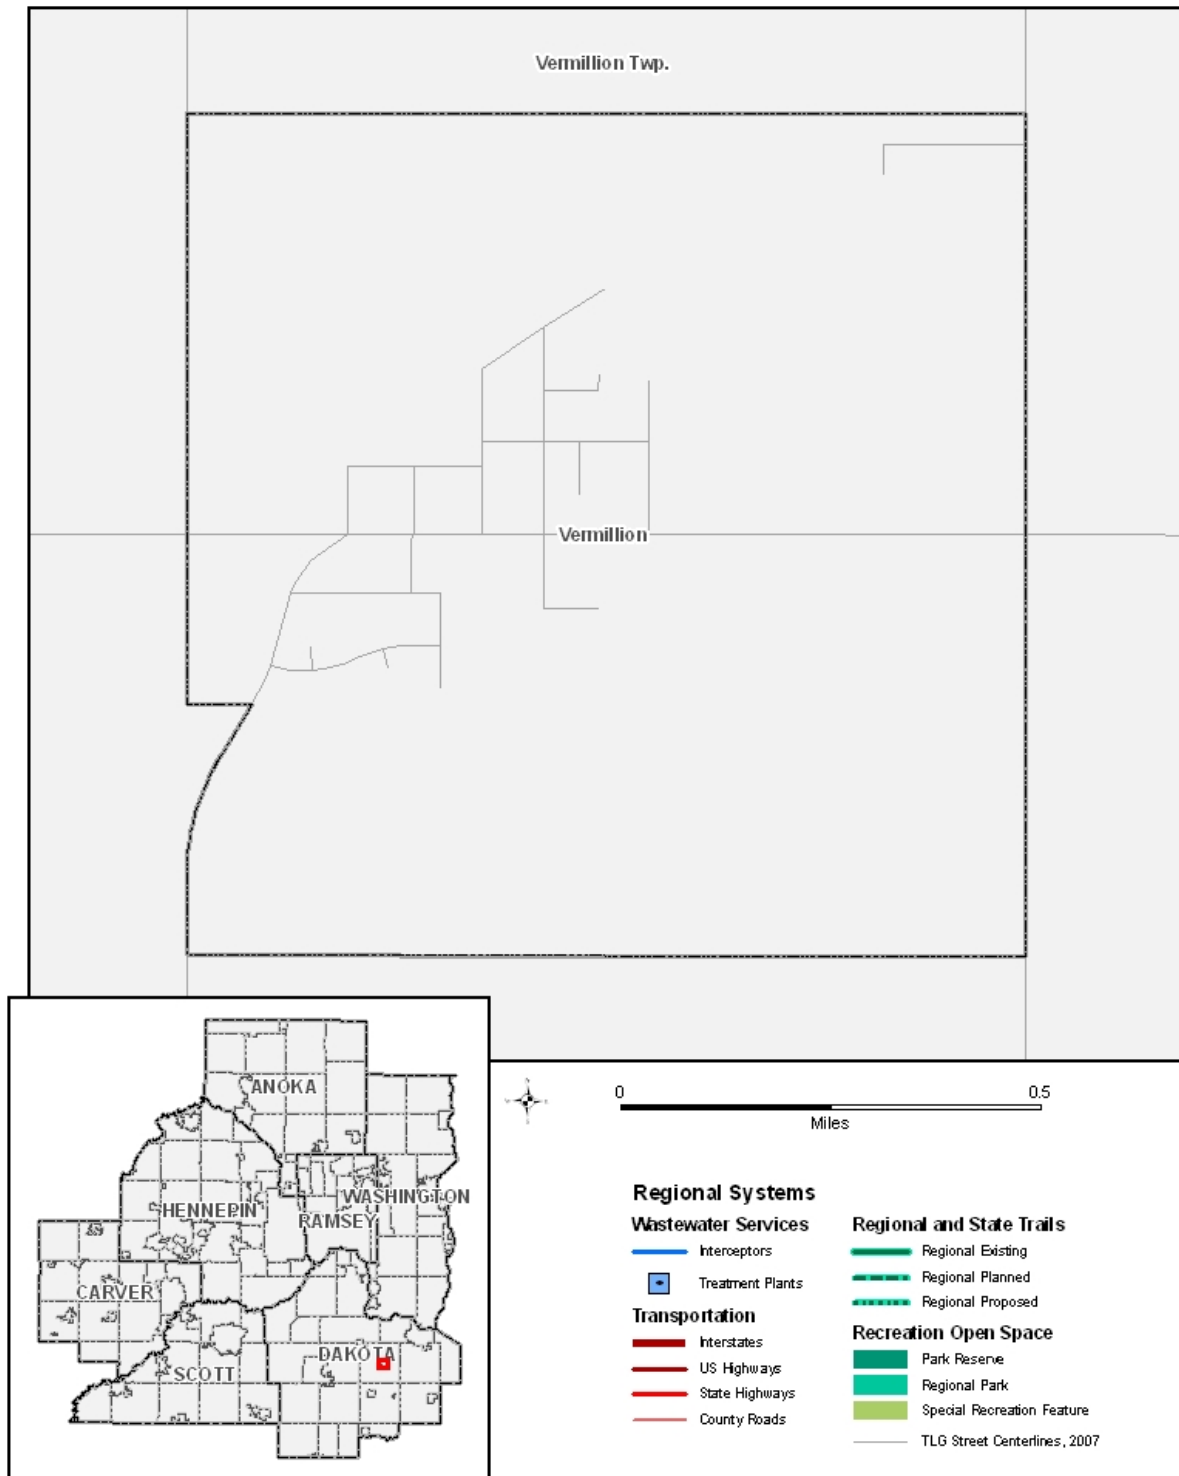 Vermillion Twp.
Vermillion
ANOKA
WASHINGTON
HENNEPIN
RAMSEY
CARVER
DAKOTA
SCOTT
0 0.5
Miles
Regional Systems
Wastewater Services
Interceptors
Treatment Plants
Transportation
Interstates
US Highways
State Highways
County Roads
Regional and State Trails
Regional Existing
Regional Planned
Regional Proposed
Recreation Open Space
Park Reserve
Regional Park
Special Recreation Feature
TLG Street Centerlines, 2007